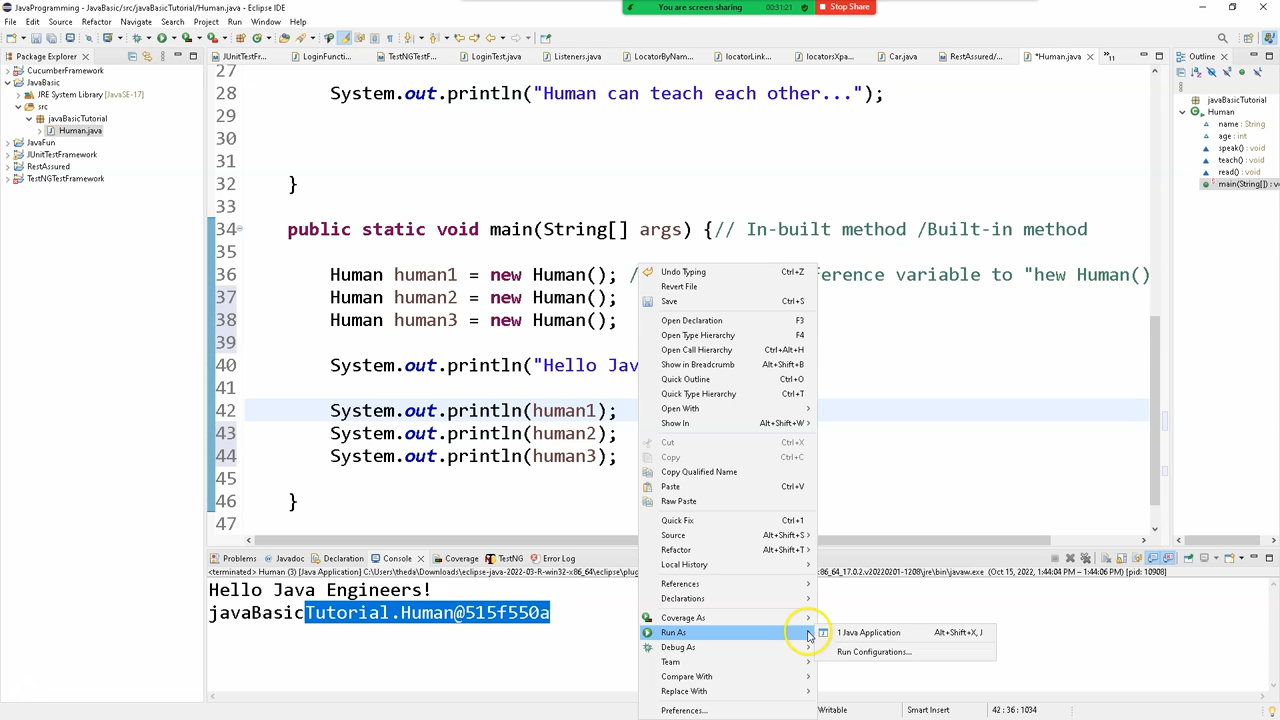 JavaProgramming - JavaBasic/src/javaBasicTutorial/Human.java - Eclipse IDE
You are screen sharing 00:31:21 Stop Share
File Edit Source Refactor Navigate Search Project Run Window Help
Package Explorer
JUnitTestFr...
LoginFuncti...
TestNGTestF...
LoginTest.java
Listeners.java
LocatorByNam...
locatorLink...
locatorsXpa...
Car.java
RestAssured/...
*Human.java
11
Outline
CucumberFramework
JavaBasic
JRE System Library [JavaSE-17]
src
javaBasicTutorial
Human.java
JavaFun
JUnitTestFramework
RestAssured
TestNGTestFramework
27
28 System.out.println("Human can teach each other...");
29
30
31
32 }
33
34 public static void main(String[] args) {// In-built method /Built-in method
35
36 Human human1 = new Human(); / ference variable to "hew Human()
37 Human human2 = new Human();
38 Human human3 = new Human();
39
40 System.out.println("Hello Jav
41
42 System.out.println(human1);
43 System.out.println(human2);
44 System.out.println(human3);
45
46 }
47
Undo Typing Ctrl+Z
Revert File
Save Ctrl+S
Open Declaration F3
Open Type Hierarchy F4
Open Call Hierarchy Ctrl+Alt+H
Show in Breadcrumb Alt+Shift+B
Quick Outline Ctrl+O
Quick Type Hierarchy Ctrl+T
Open With
Show In Alt+Shift+W
Cut Ctrl+X
Copy Ctrl+C
Copy Qualified Name
Paste Ctrl+V
Raw Paste
Quick Fix Ctrl+1
Source Alt+Shift+S
Refactor Alt+Shift+T
Local History
References
Declarations
Coverage As
Run As
Debug As
Team
Compare With
Replace With
Preferences...
1 Java Application Alt+Shift+X, J
Run Configurations...
javaBasicTutorial
Human
name : String
age : int
speak() : void
teach() : void
read() : void
main(String[]) : v
Problems Javadoc Declaration Console Coverage TestNG Error Log
<terminated> Human (3) [Java Application] C:\Users\theda\Downloads\eclipse-java-2022-03-R-win32-x86_64\eclipse\plug x86_64_17.0.2.v20220201-1208\jre\bin\javaw.exe (Oct 15, 2022, 1:44:04 PM – 1:44:06 PM) [pid: 10908]
Hello Java Engineers!
javaBasicTutorial.Human@515f550a
Writable Smart Insert 42 : 36 : 1034